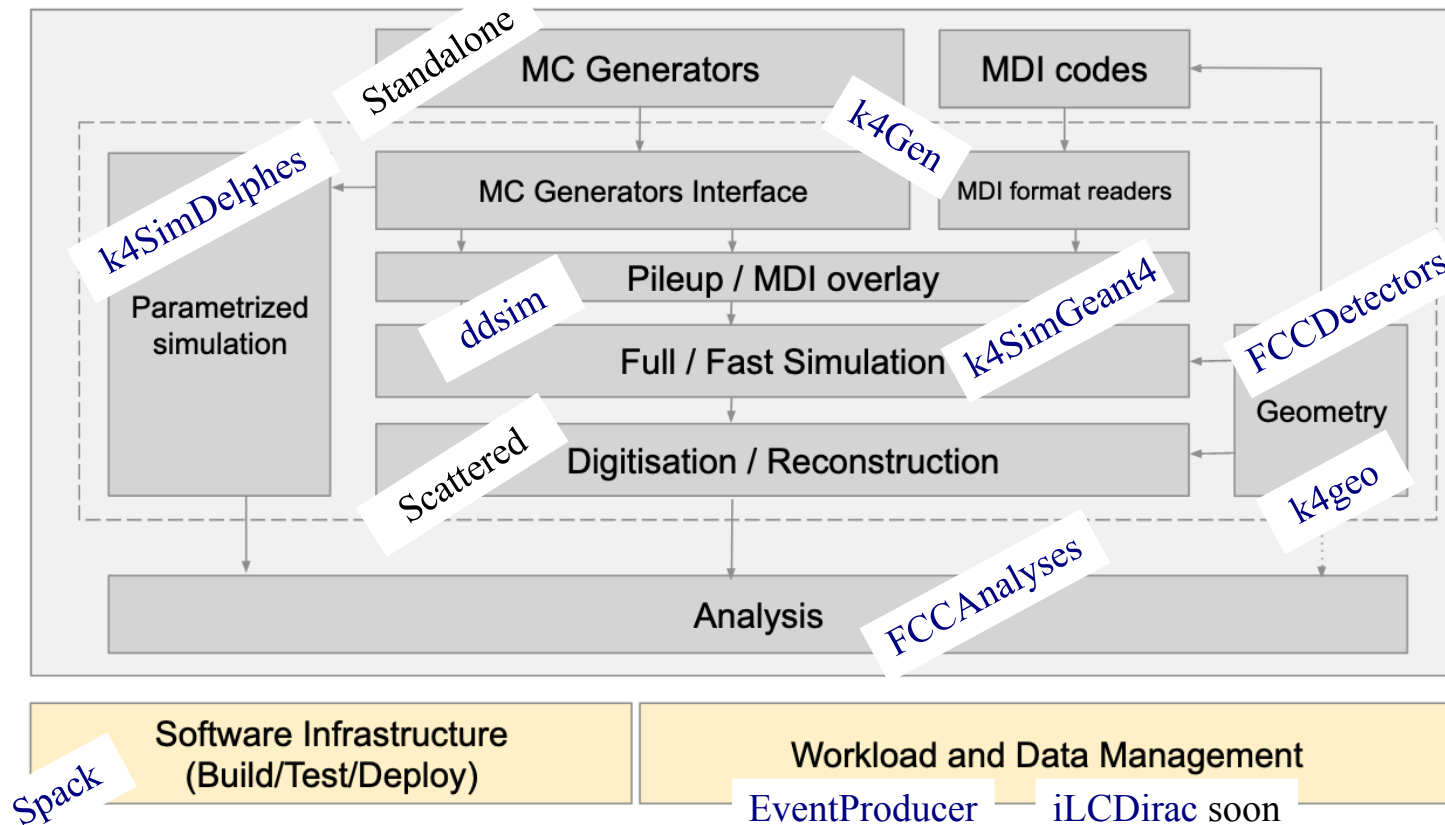 Standalone
MC Generators
MDI codes
k4Gen
k4SimDelphes
MC Generators Interface
MDI format readers
Pileup / MDI overlay
ddsim
k4SimGeant4
FCCDetectors
Parametrized
simulation
Full / Fast Simulation
Geometry
Scattered
Digitisation / Reconstruction
k4geo
FCCAnalyses
Analysis
Software Infrastructure
(Build/Test/Deploy)
Spack
Workload and Data Management
EventProducer
iLCDirac soon